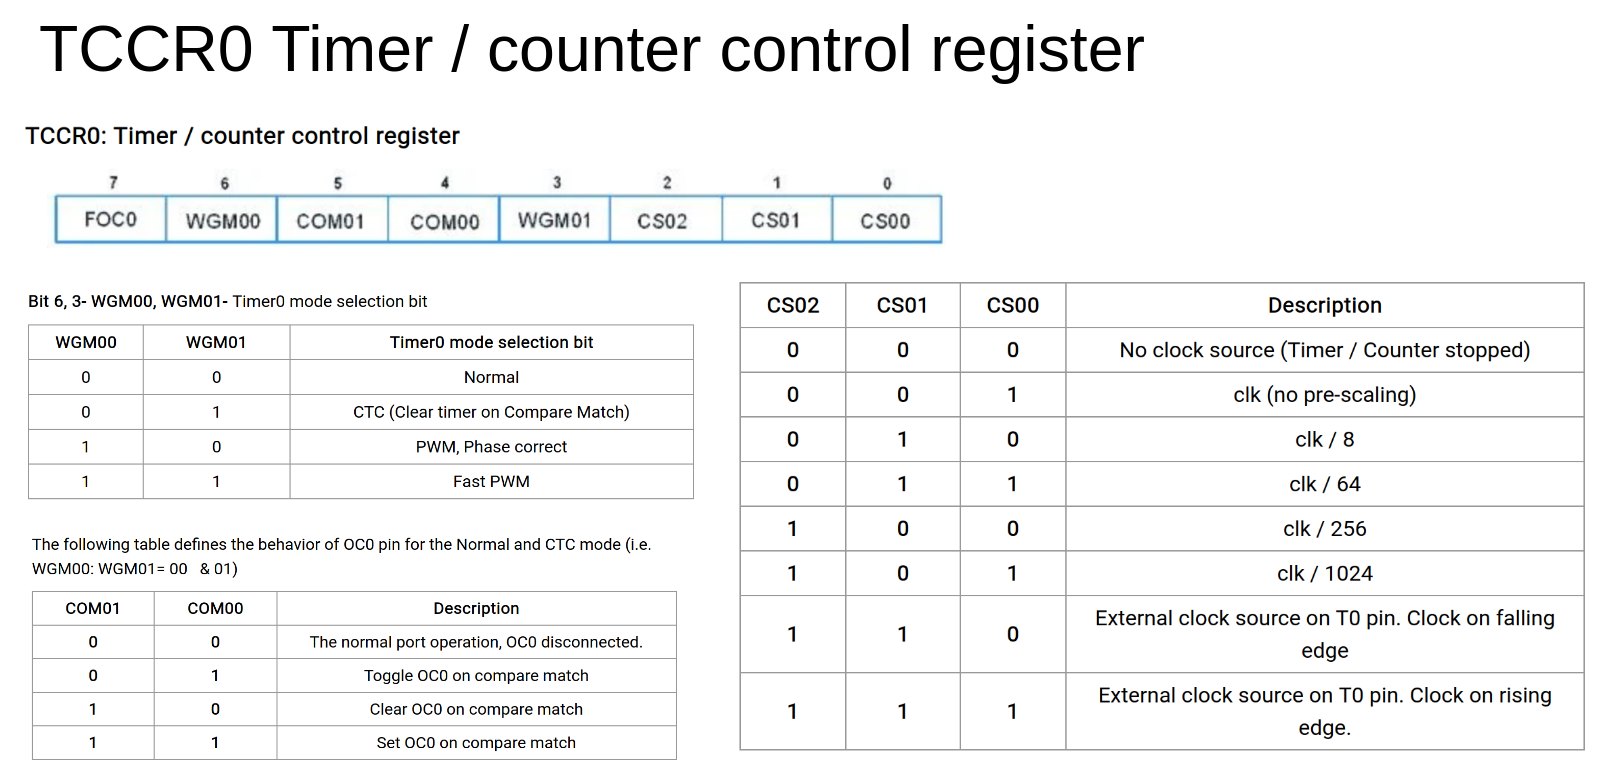 TCCR0 Timer / counter control register
TCCR0: Timer / counter control register
7 6 5 4 3 2 1 0
FOC0 WGM00 COM01 COM00 WGM01 CS02 CS01 CS00
Bit 6, 3- WGM00, WGM01- Timer0 mode selection bit
WGM00 WGM01 Timer0 mode selection bit
0 0 Normal
0 1 CTC (Clear timer on Compare Match)
1 0 PWM, Phase correct
1 1 Fast PWM
The following table defines the behavior of OC0 pin for the Normal and CTC mode (i.e.
WGM00: WGM01= 00 & 01)
COM01 COM00 Description
0 0 The normal port operation, OC0 disconnected.
0 1 Toggle OC0 on compare match
1 0 Clear OC0 on compare match
1 1 Set OC0 on compare match
CS02 CS01 CS00 Description
0 0 0 No clock source (Timer / Counter stopped)
0 0 1 clk (no pre-scaling)
0 1 0 clk / 8
0 1 1 clk / 64
1 0 0 clk / 256
1 0 1 clk / 1024
1 1 0 External clock source on T0 pin. Clock on falling
edge
1 1 1 External clock source on T0 pin. Clock on rising
edge.